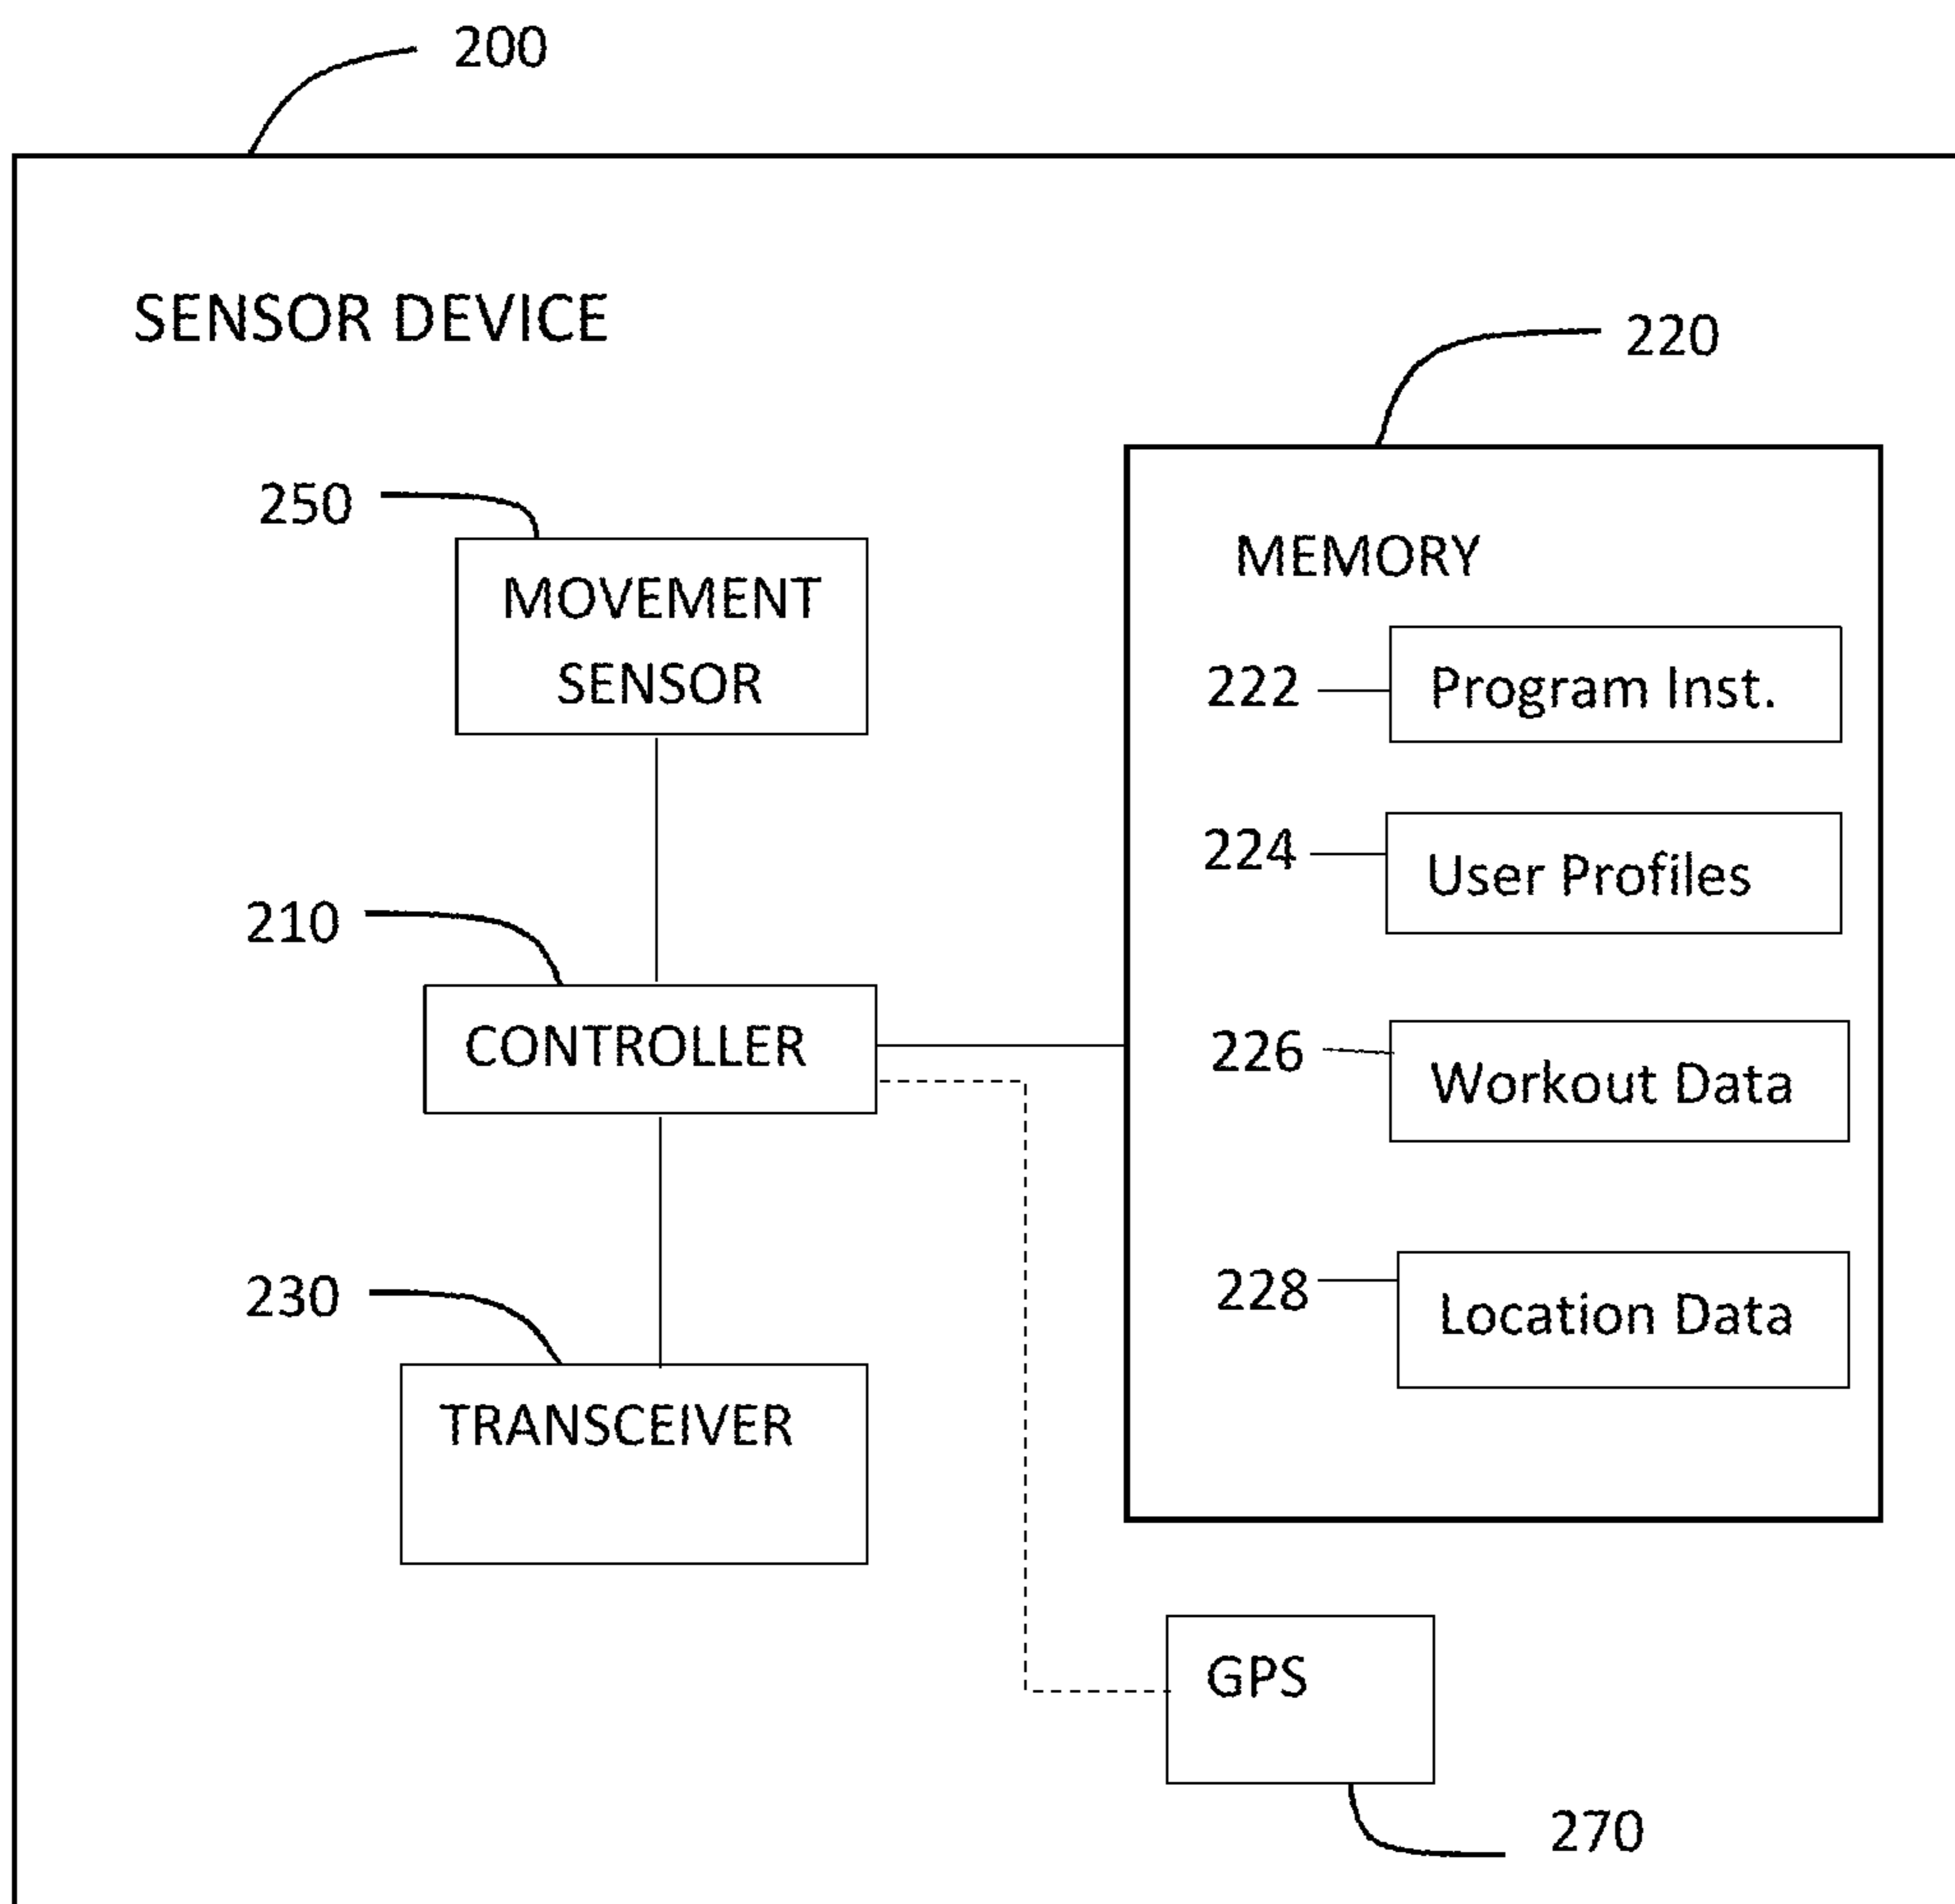 200
SENSOR DEVICE
220
250
MOVEMENT
SENSOR
MEMORY
222
Program Inst.
224
User Profiles
210
CONTROLLER
226
Workout Data
230
TRANSCEIVER
228
Location Data
GPS
270